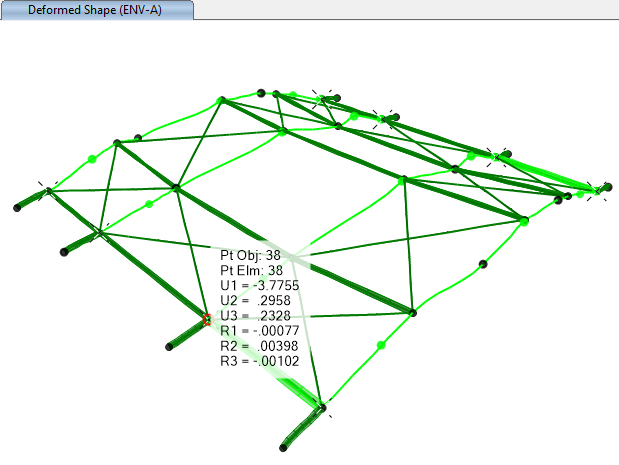 Deformed Shape (ENV-A)
Pt Obj: 38
Pt Elm: 38
U1 = -3.7755
U2 = .2958
U3 = .2328
R1 = -.00077
R2 = .00398
R3 = -.00102